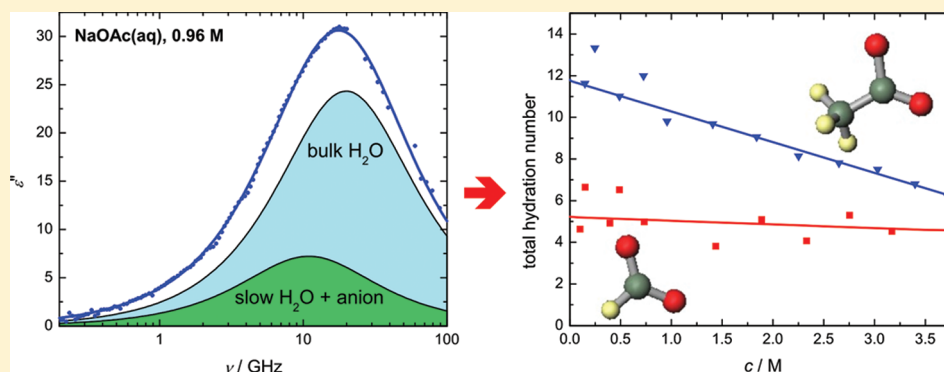 NaOAc(aq), 0.96 M
30
25
20
15
10
5
0
ε''
bulk H₂O
slow H₂O + anion
1
10
100
ν / GHz
14
12
10
8
6
4
2
0
total hydration number
0.0 0.5 1.0 1.5 2.0 2.5 3.0 3.5
c / M